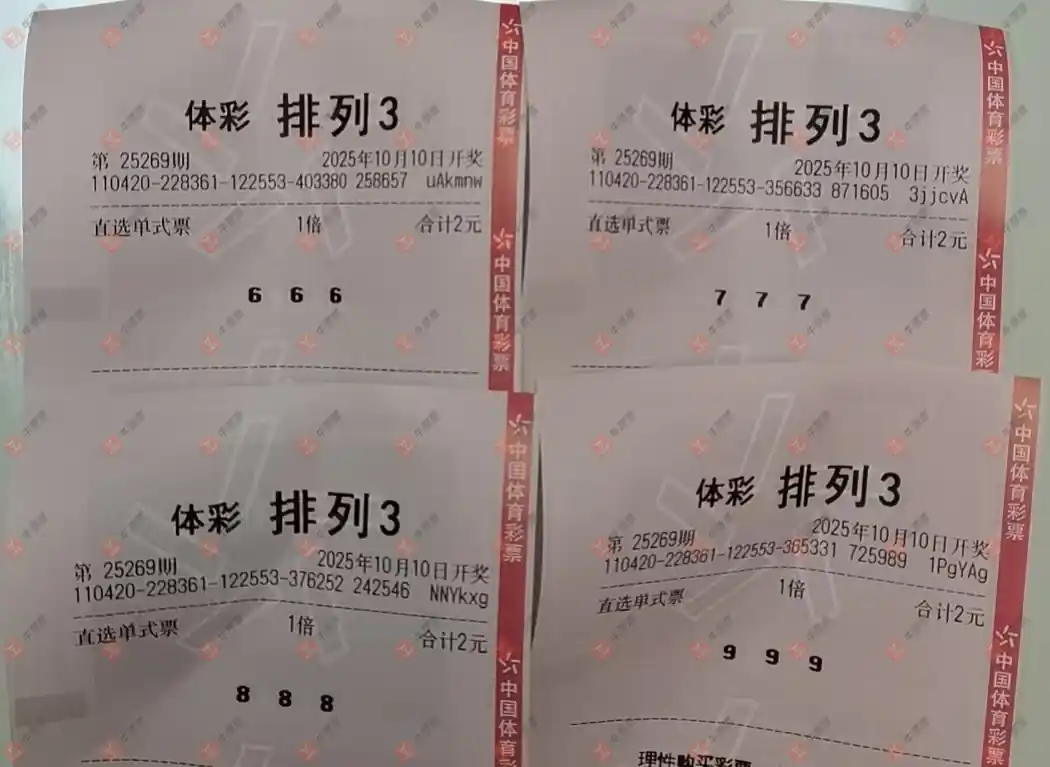 体彩 排列3
第 25269期 2025年10月10日开奖
110420-228361-122553-403380 258657 uAkmnw
直选单式票 1倍 合计2元
6 6 6
中国体育彩票
中国体育彩票
体彩 排列3
第 25269期 2025年10月10日开奖
110420-228361-122553-356633 871605 3jjcvA
直选单式票 1倍 合计2元
7 7 7
中国体育彩票
中国体育彩
体彩 排列3
第 25269期 2025年10月10日开奖
110420-228361-122553-376252 242546 NNYkxg
直选单式票 1倍 合计2元
8 8 8
中国体育彩票
中国体育
体彩 排列3
第 25269期 2025年10月10日开奖
110420-228361-122553-365331 725989 1PgYAg
直选单式票 1倍 合计2元
9 9 9
理性购买彩票
中国体育彩票
中国体育彩票